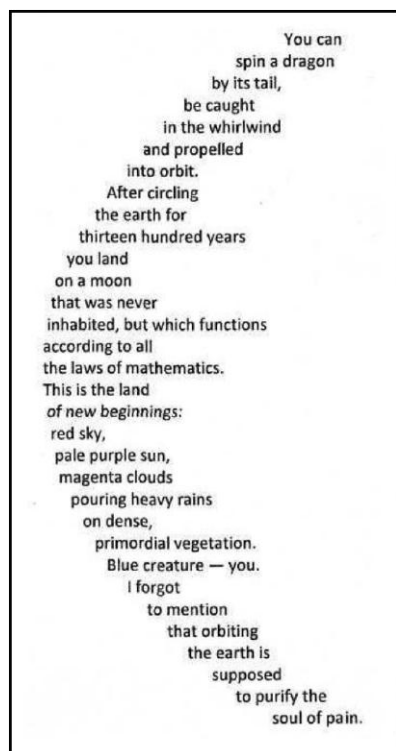 You can
spin a dragon
by its tail,
be caught
in the whirlwind
and propelled
into orbit.
After circling
the earth for
thirteen hundred years
you land
on a moon
that was never
inhabited, but which functions
according to all
the laws of mathematics.
This is the land
of new beginnings:
red sky,
pale purple sun,
magenta clouds
pouring heavy rains
on dense,
primordial vegetation.
Blue creature — you.
I forgot
to mention
that orbiting
the earth is
supposed
to purify the
soul of pain.